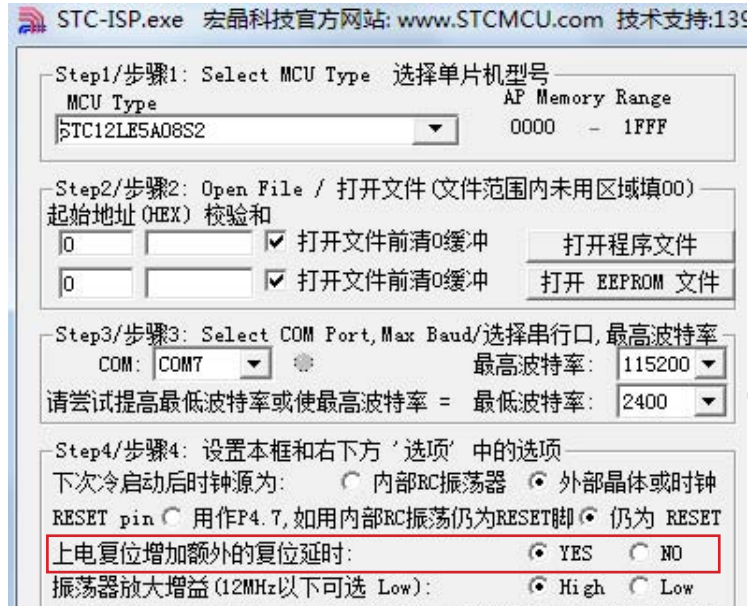 STC-ISP.exe 宏晶科技官方网站: www.STCMCU.com 技术支持:139
Step1/步骤1: Select MCU Type 选择单片机型号
MCU Type AP Memory Range
STC12LE5A08S2 0000 - 1FFF
Step2/步骤2: Open File / 打开文件(文件范围内未用区域填00)
起始地址(HEX) 校验和
0 打开文件前清0缓冲 打开程序文件
0 打开文件前清0缓冲 打开 EEPROM 文件
Step3/步骤3: Select COM Port,Max Baud/选择串行口,最高波特率
COM: COM7 最高波特率: 115200
请尝试提高最低波特率或使最高波特率 = 最低波特率: 2400
Step4/步骤4: 设置本框和右下方 '选项' 中的选项
下次冷启动后时钟源为: 内部RC振荡器 外部晶体或时钟
RESET pin 用作P4.7,如用内部RC振荡仍为RESET脚 仍为 RESET
上电复位增加额外的复位延时: YES NO
振荡器放大增益(12MHz以下可选 Low): High Low